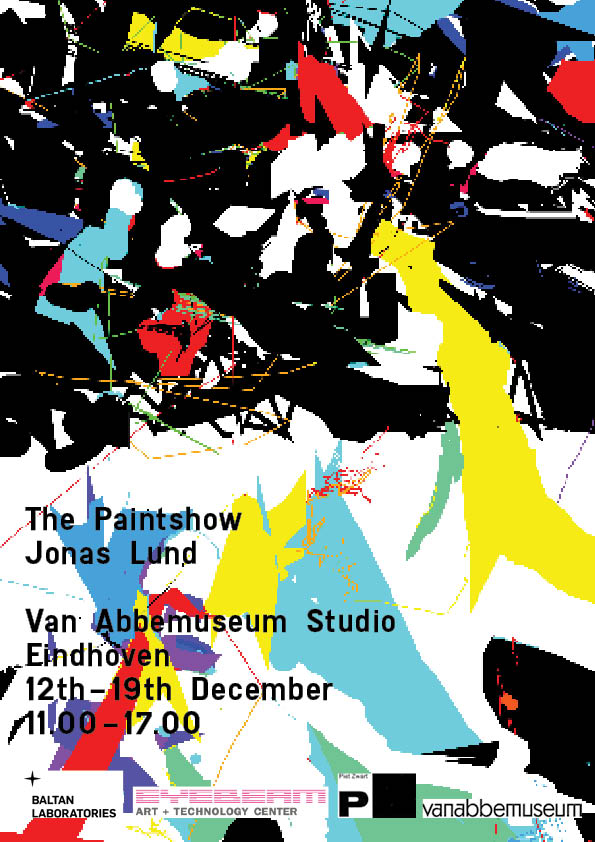 The Paintshow
Jonas Lund
Van Abbemuseum Studio
Eindhoven
12th–19th December
11.00–17.00
BALTAN
LABORATORIES
EYEBEAM
ART + TECHNOLOGY CENTER
Piet Zwart
P
vanabbemuseum